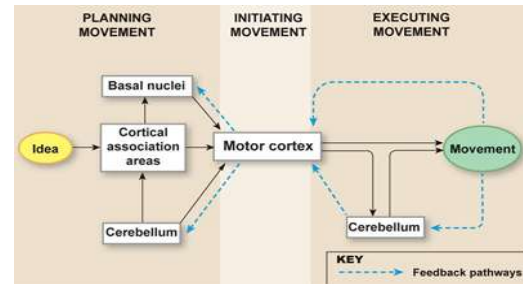 PLANNING
MOVEMENT
INITIATING
MOVEMENT
EXECUTING
MOVEMENT
Basal nuclei
Idea
Cortical
association
areas
Motor cortex
Movement
Cerebellum
Cerebellum
KEY
Feedback pathways